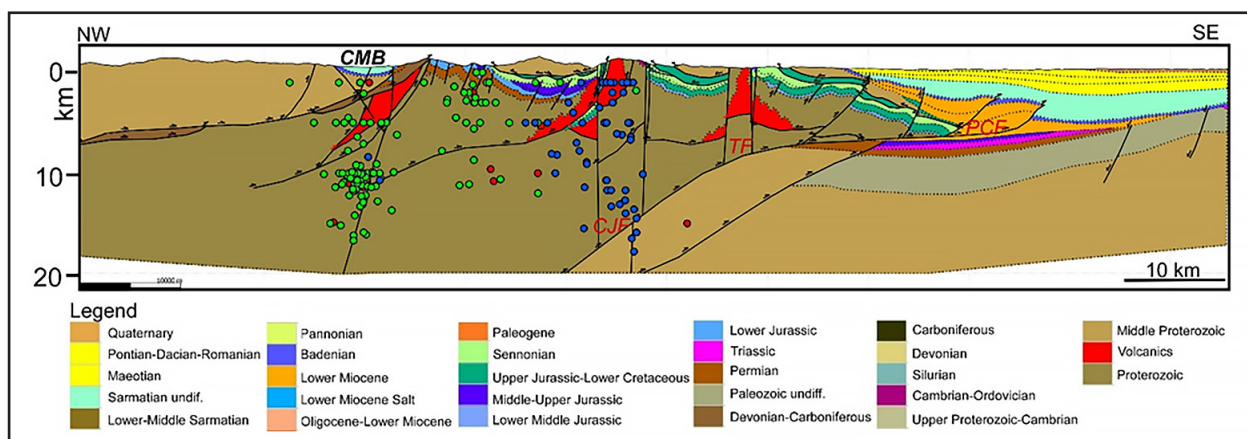 NW
SE
CMB
0
km
10
20
PCF
TF
CJF
10000 m
10 km
Legend
Quaternary
Pontian-Dacian-Romanian
Maeotian
Sarmatian undif.
Lower-Middle Sarmatian
Pannonian
Badenian
Lower Miocene
Lower Miocene Salt
Oligocene-Lower Miocene
Paleogene
Sennonian
Upper Jurassic-Lower Cretaceous
Middle-Upper Jurassic
Lower Middle Jurassic
Lower Jurassic
Triassic
Permian
Paleozoic undiff.
Devonian-Carboniferous
Carboniferous
Devonian
Silurian
Cambrian-Ordovician
Upper Proterozoic-Cambrian
Middle Proterozoic
Volcanics
Proterozoic